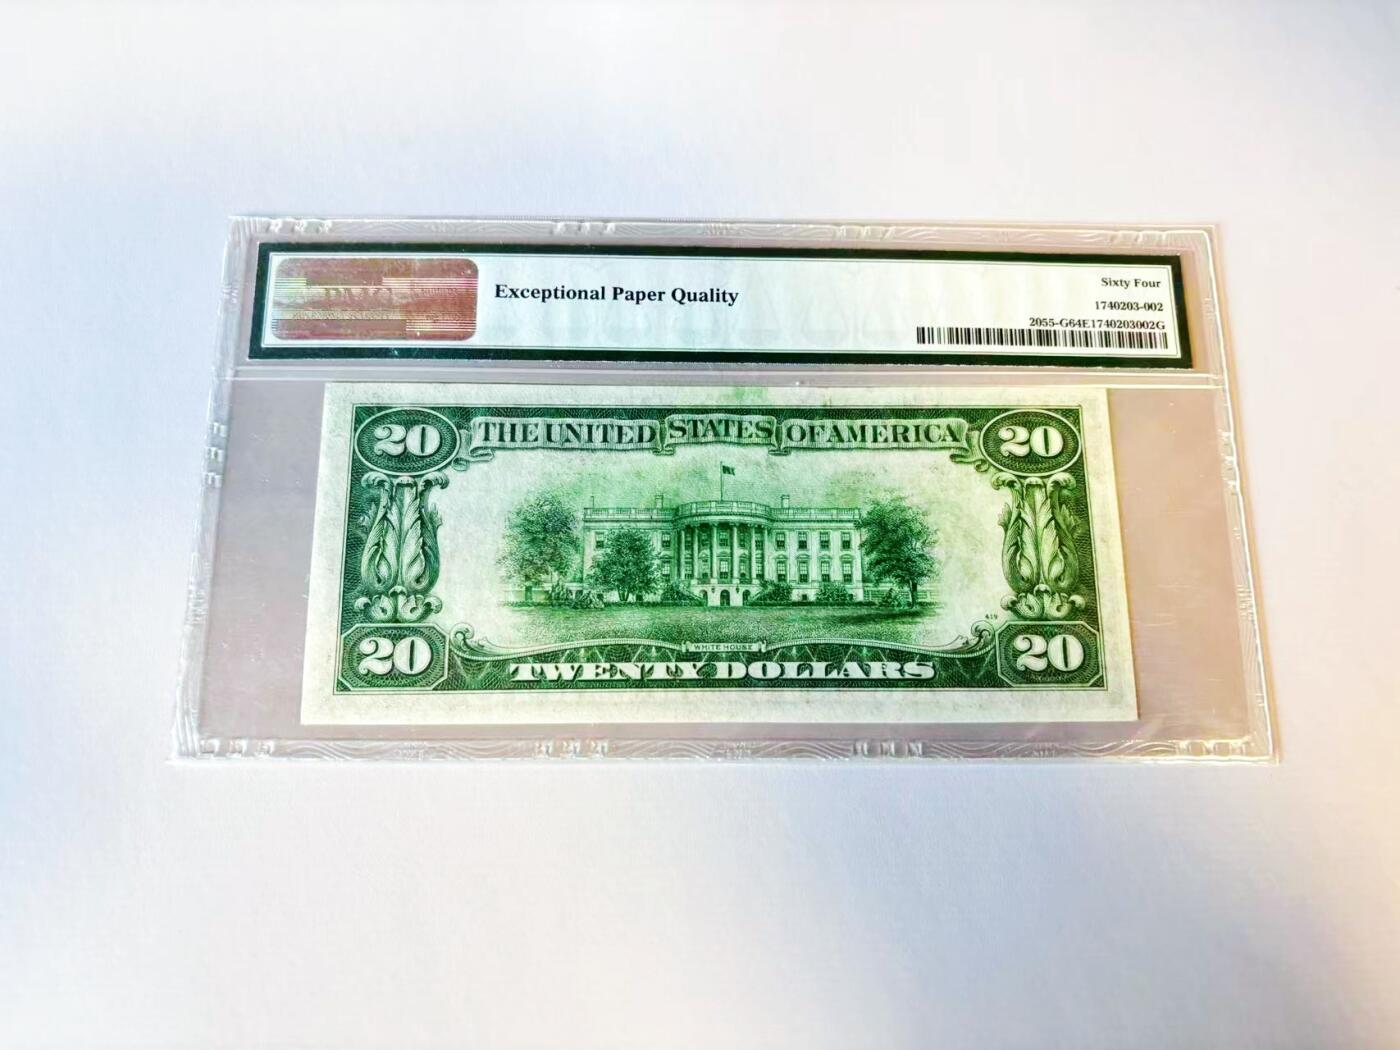 Exceptional Paper Quality
Sixty Four
1740203-002
2055-G64E1740203002G
20 THE UNITED STATES OF AMERICA 20
419
20 WHITE HOUSE 20
TWENTY DOLLARS